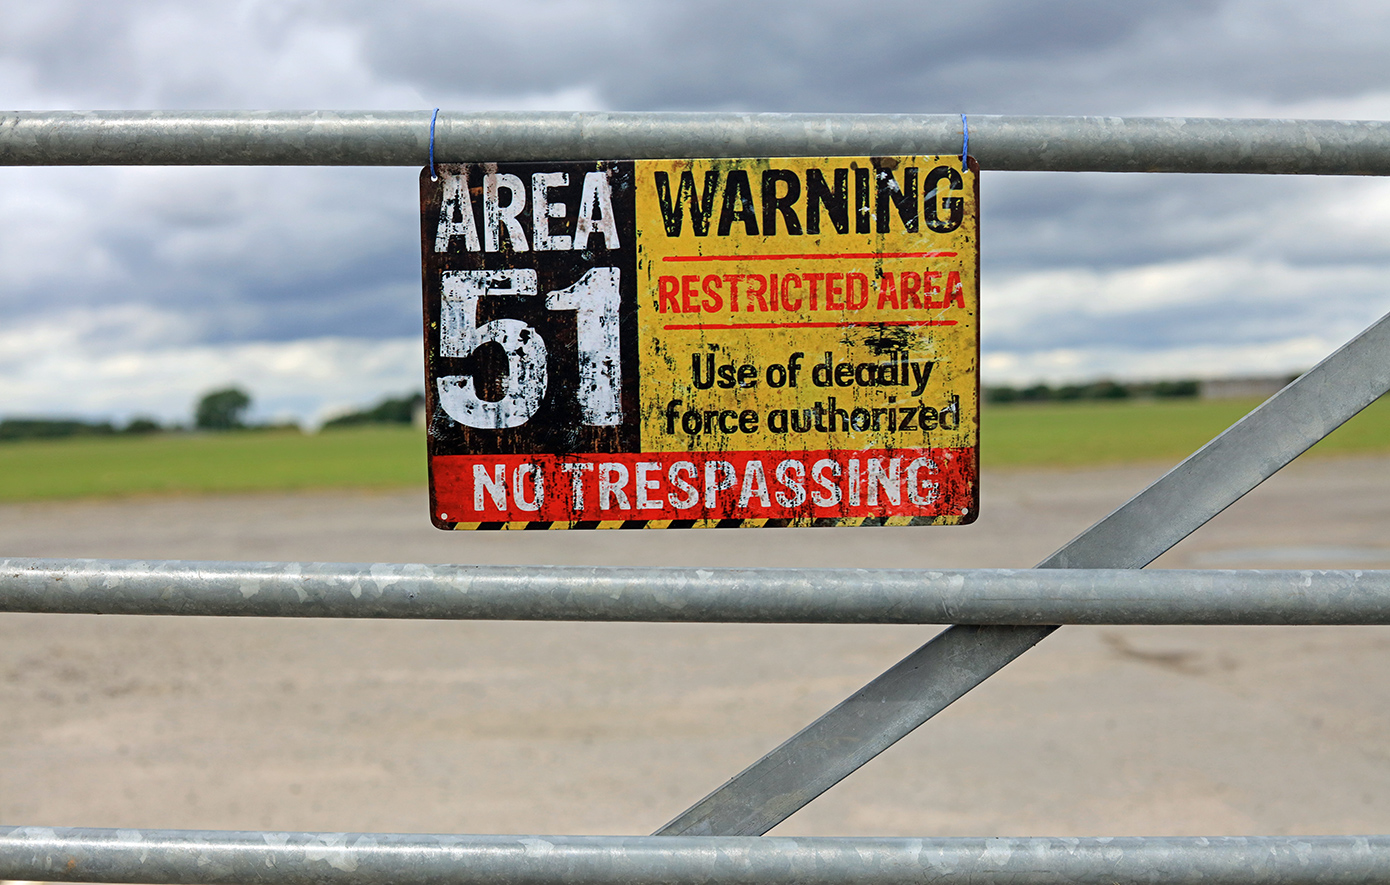 AREA
51
WARNING
RESTRICTED AREA
Use of deadly
force authorized
NO TRESPASSING